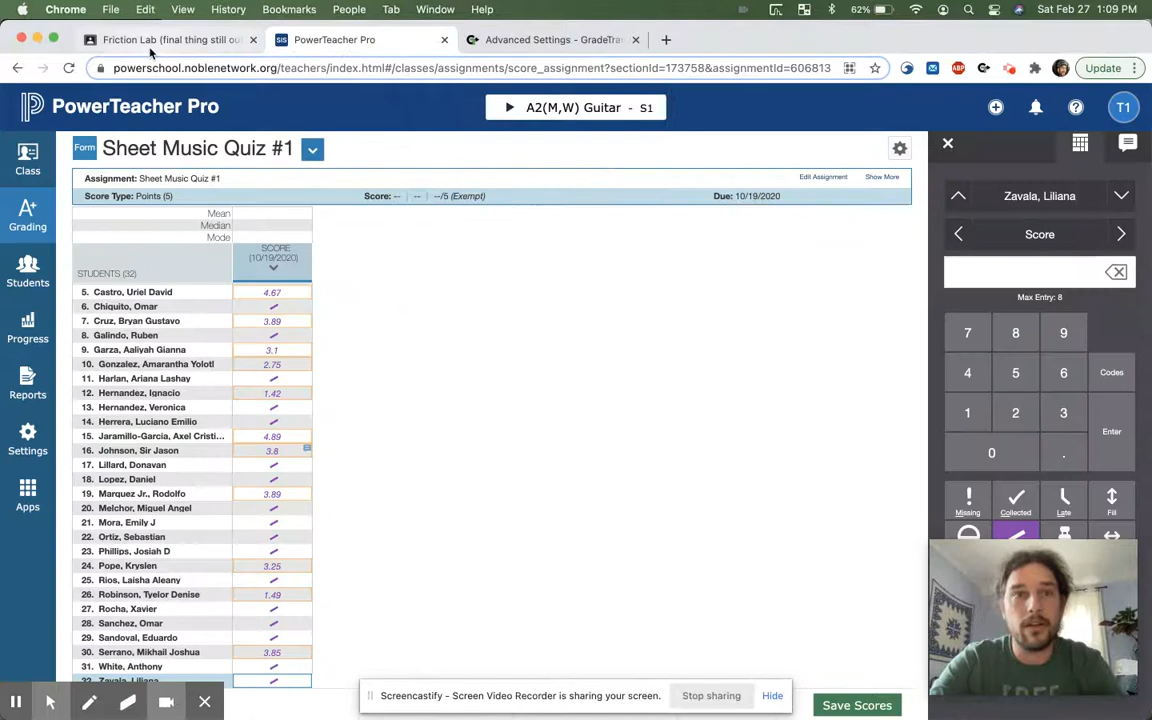 Chrome File Edit View History Bookmarks People Tab Window Help 62% Sat Feb 27 1:09 PM
Friction Lab (final thing still ou PowerTeacher Pro Advanced Settings - GradeTra
powerschool.noblenetwork.org/teachers/index.html#/classes/assignments/score_assignment?sectionId=173758&assignmentId=606813 ABP Update
PowerTeacher Pro A2(M,W) Guitar - S1 T1
Class
Grading
Students
Progress
Reports
Settings
Apps
Form Sheet Music Quiz #1
Assignment: Sheet Music Quiz #1 Edit Assignment Show More
Score Type: Points (5) Score: -- | -- | --/5 (Exempt) Due: 10/19/2020
Mean
Median
Mode
STUDENTS (32) SCORE
(10/19/2020)
5. Castro, Uriel David 4.67
6. Chiquito, Omar
7. Cruz, Bryan Gustavo 3.89
8. Galindo, Ruben
9. Garza, Aaliyah Gianna 3.1
10. Gonzalez, Amarantha Yolotl 2.75
11. Harlan, Ariana Lashay
12. Hernandez, Ignacio 1.42
13. Hernandez, Veronica
14. Herrera, Luciano Emilio
15. Jaramillo-Garcia, Axel Cristi... 4.89
16. Johnson, Sir Jason 3.8
17. Lillard, Donavan
18. Lopez, Daniel
19. Marquez Jr., Rodolfo 3.89
20. Melchor, Miguel Angel
21. Mora, Emily J
22. Ortiz, Sebastian
23. Phillips, Josiah D
24. Pope, Kryslen 3.25
25. Rios, Laisha Aleany
26. Robinson, Tyelor Denise 1.49
27. Rocha, Xavier
28. Sanchez, Omar
29. Sandoval, Eduardo
30. Serrano, Mikhail Joshua 3.85
31. White, Anthony
32. Zavala, Liliana
Zavala, Liliana
Score
Max Entry: 8
7 8 9
4 5 6 Codes
1 2 3
0 . Enter
Missing Collected Late Fill
Screencastify - Screen Video Recorder is sharing your screen. Stop sharing Hide
Save Scores